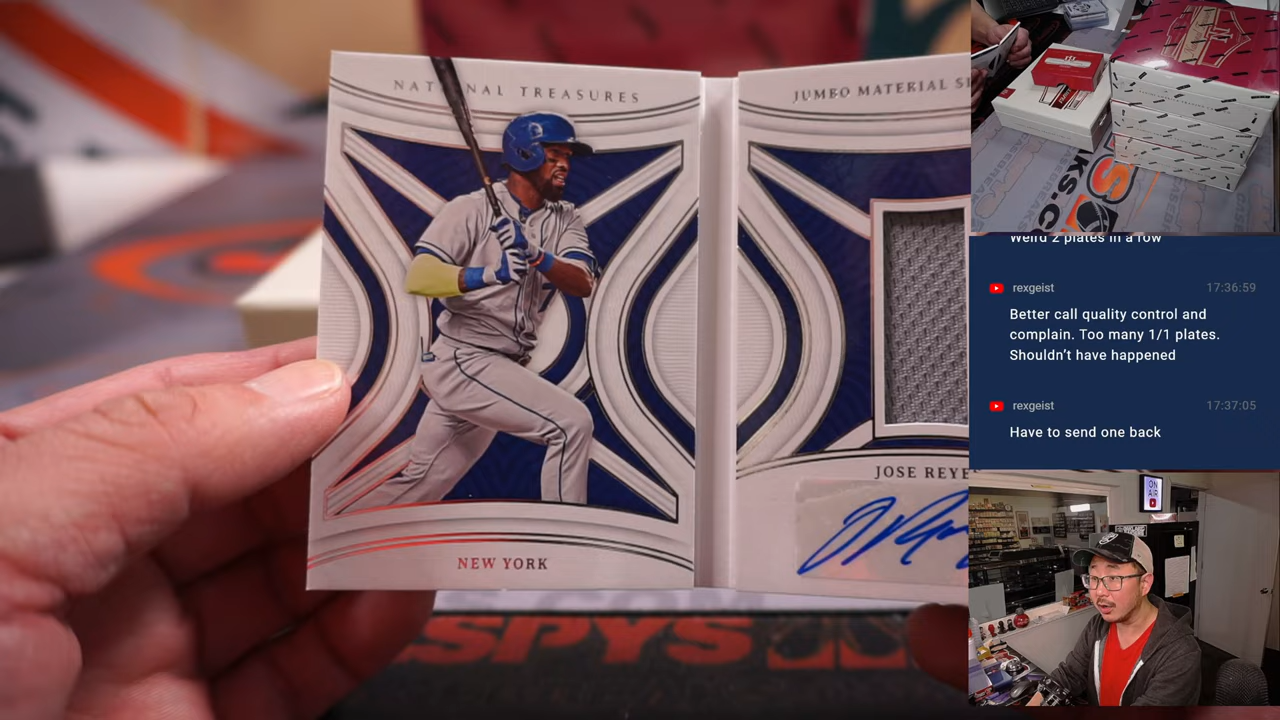 NATIONAL TREASURES
JUMBO MATERIAL
JOSE REYE
NEW YORK
Weird 2 plates in a row
rexgeist 17:36:59
Better call quality control and
complain. Too many 1/1 plates.
Shouldn't have happened
rexgeist 17:37:05
Have to send one back
ON
AIR